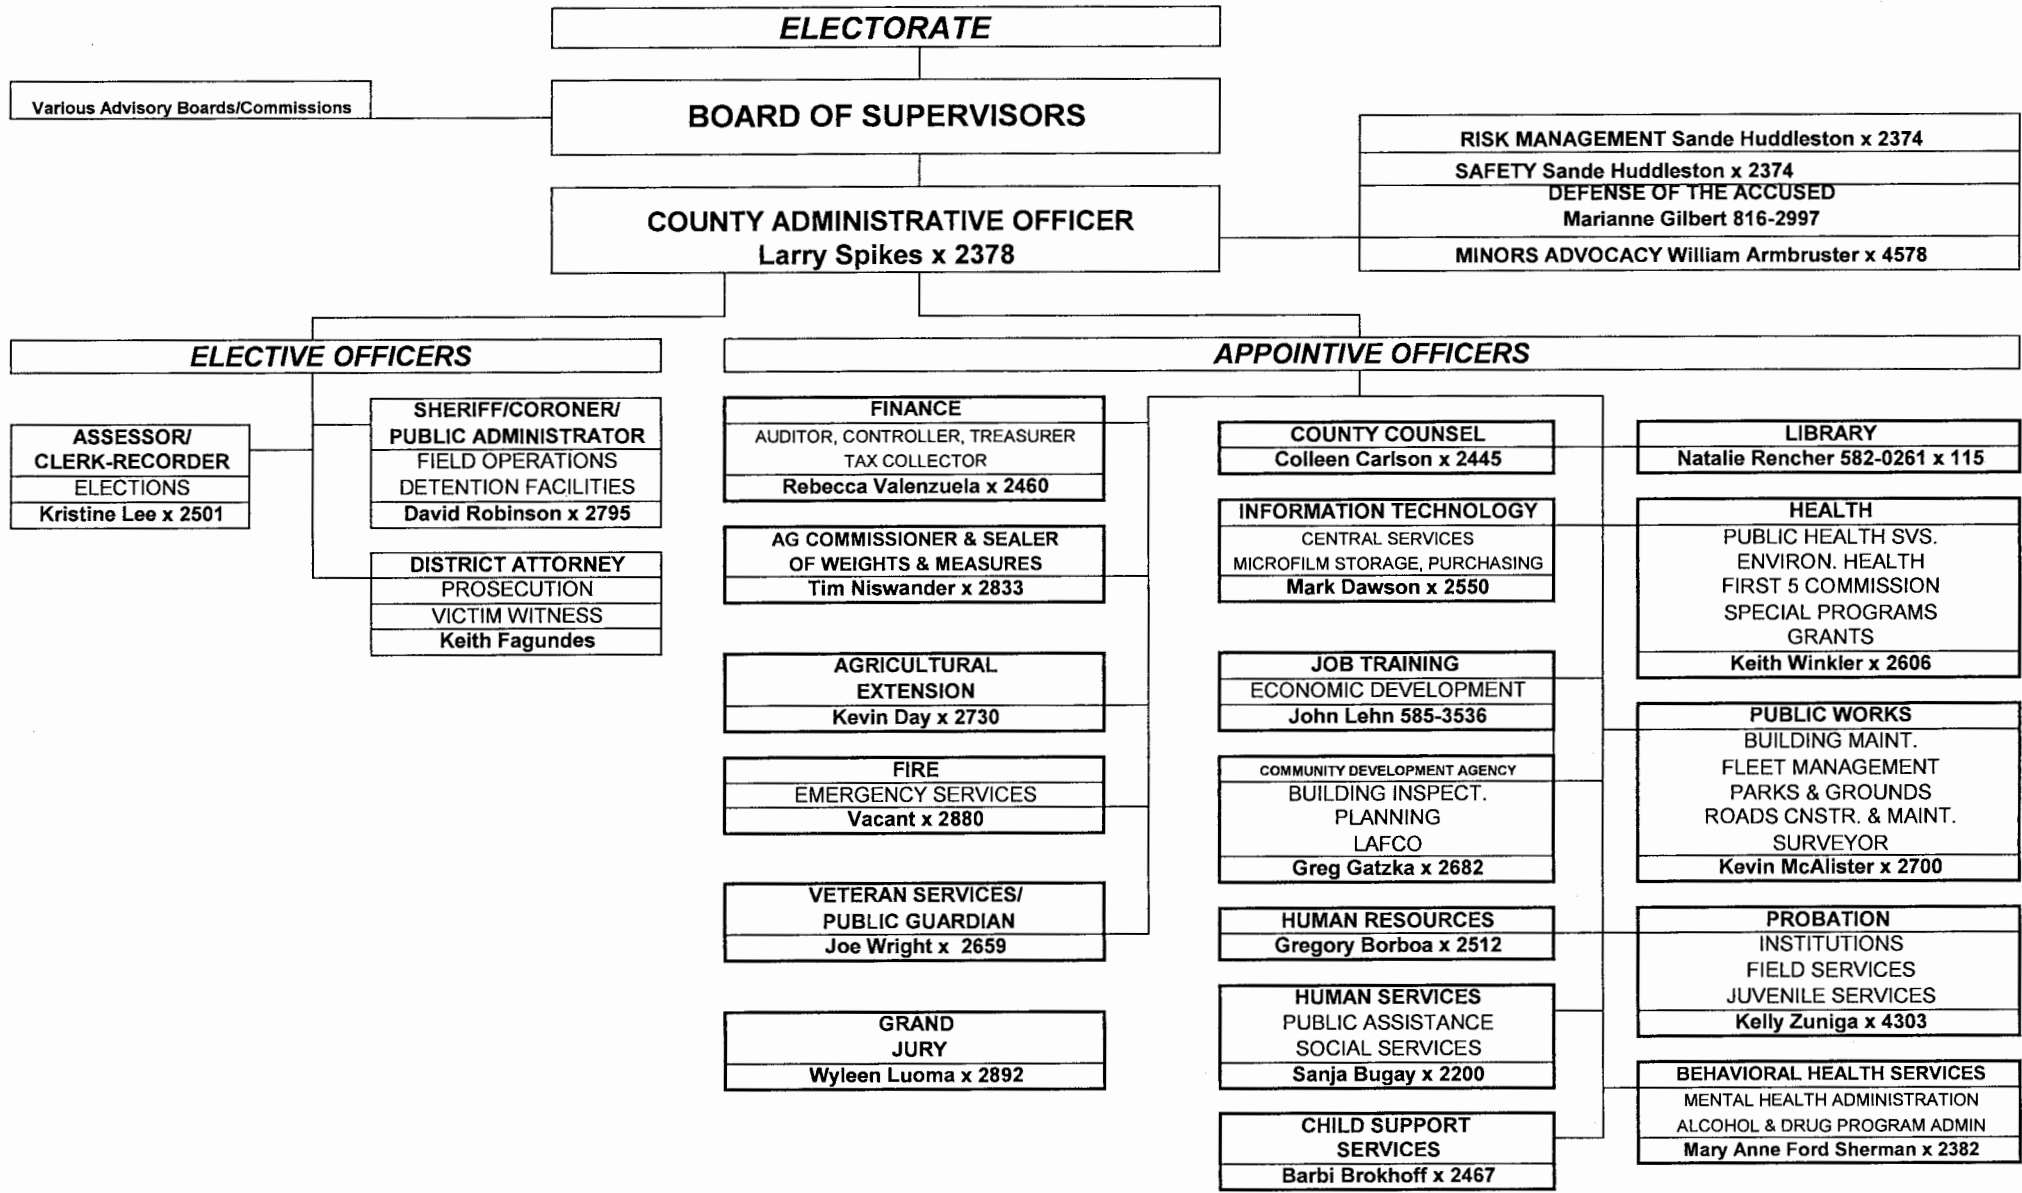 ELECTORATE
Various Advisory Boards/Commissions
BOARD OF SUPERVISORS
COUNTY ADMINISTRATIVE OFFICER
Larry Spikes x 2378
RISK MANAGEMENT Sande Huddleston x 2374
SAFETY Sande Huddleston x 2374
DEFENSE OF THE ACCUSED
Marianne Gilbert 816-2997
MINORS ADVOCACY William Armbruster x 4578
ELECTIVE OFFICERS
ASSESSOR/
CLERK-RECORDER
ELECTIONS
Kristine Lee x 2501
SHERIFF/CORONER/
PUBLIC ADMINISTRATOR
FIELD OPERATIONS
DETENTION FACILITIES
David Robinson x 2795
DISTRICT ATTORNEY
PROSECUTION
VICTIM WITNESS
Keith Fagundes
APPOINTIVE OFFICERS
FINANCE
AUDITOR, CONTROLLER, TREASURER
TAX COLLECTOR
Rebecca Valenzuela x 2460
AG COMMISSIONER & SEALER
OF WEIGHTS & MEASURES
Tim Niswander x 2833
AGRICULTURAL
EXTENSION
Kevin Day x 2730
FIRE
EMERGENCY SERVICES
Vacant x 2880
VETERAN SERVICES/
PUBLIC GUARDIAN
Joe Wright x 2659
GRAND
JURY
Wyleen Luoma x 2892
COUNTY COUNSEL
Colleen Carlson x 2445
INFORMATION TECHNOLOGY
CENTRAL SERVICES
MICROFILM STORAGE, PURCHASING
Mark Dawson x 2550
JOB TRAINING
ECONOMIC DEVELOPMENT
John Lehn 585-3536
COMMUNITY DEVELOPMENT AGENCY
BUILDING INSPECT.
PLANNING
LAFCO
Greg Gatzka x 2682
HUMAN RESOURCES
Gregory Borboa x 2512
HUMAN SERVICES
PUBLIC ASSISTANCE
SOCIAL SERVICES
Sanja Bugay x 2200
CHILD SUPPORT
SERVICES
Barbi Brokhoff x 2467
LIBRARY
Natalie Rencher 582-0261 x 115
HEALTH
PUBLIC HEALTH SVS.
ENVIRON. HEALTH
FIRST 5 COMMISSION
SPECIAL PROGRAMS
GRANTS
Keith Winkler x 2606
PUBLIC WORKS
BUILDING MAINT.
FLEET MANAGEMENT
PARKS & GROUNDS
ROADS CNSTR. & MAINT.
SURVEYOR
Kevin McAlister x 2700
PROBATION
INSTITUTIONS
FIELD SERVICES
JUVENILE SERVICES
Kelly Zuniga x 4303
BEHAVIORAL HEALTH SERVICES
MENTAL HEALTH ADMINISTRATION
ALCOHOL & DRUG PROGRAM ADMIN
Mary Anne Ford Sherman x 2382